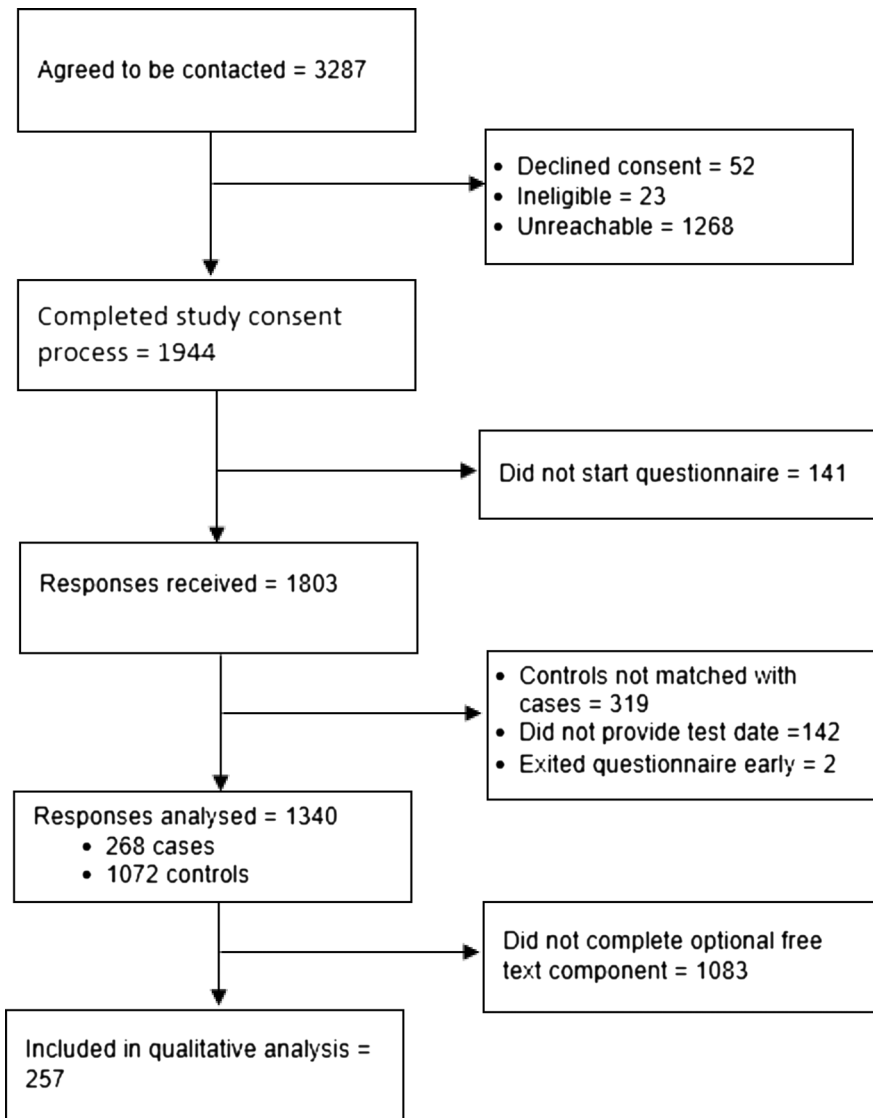 Agreed to be contacted = 3287
• Declined consent = 52
• Ineligible = 23
• Unreachable = 1268
Completed study consent
process = 1944
Did not start questionnaire = 141
Responses received = 1803
• Controls not matched with
cases = 319
• Did not provide test date =142
• Exited questionnaire early = 2
Responses analysed = 1340
• 268 cases
• 1072 controls
Did not complete optional free
text component = 1083
Included in qualitative analysis =
257